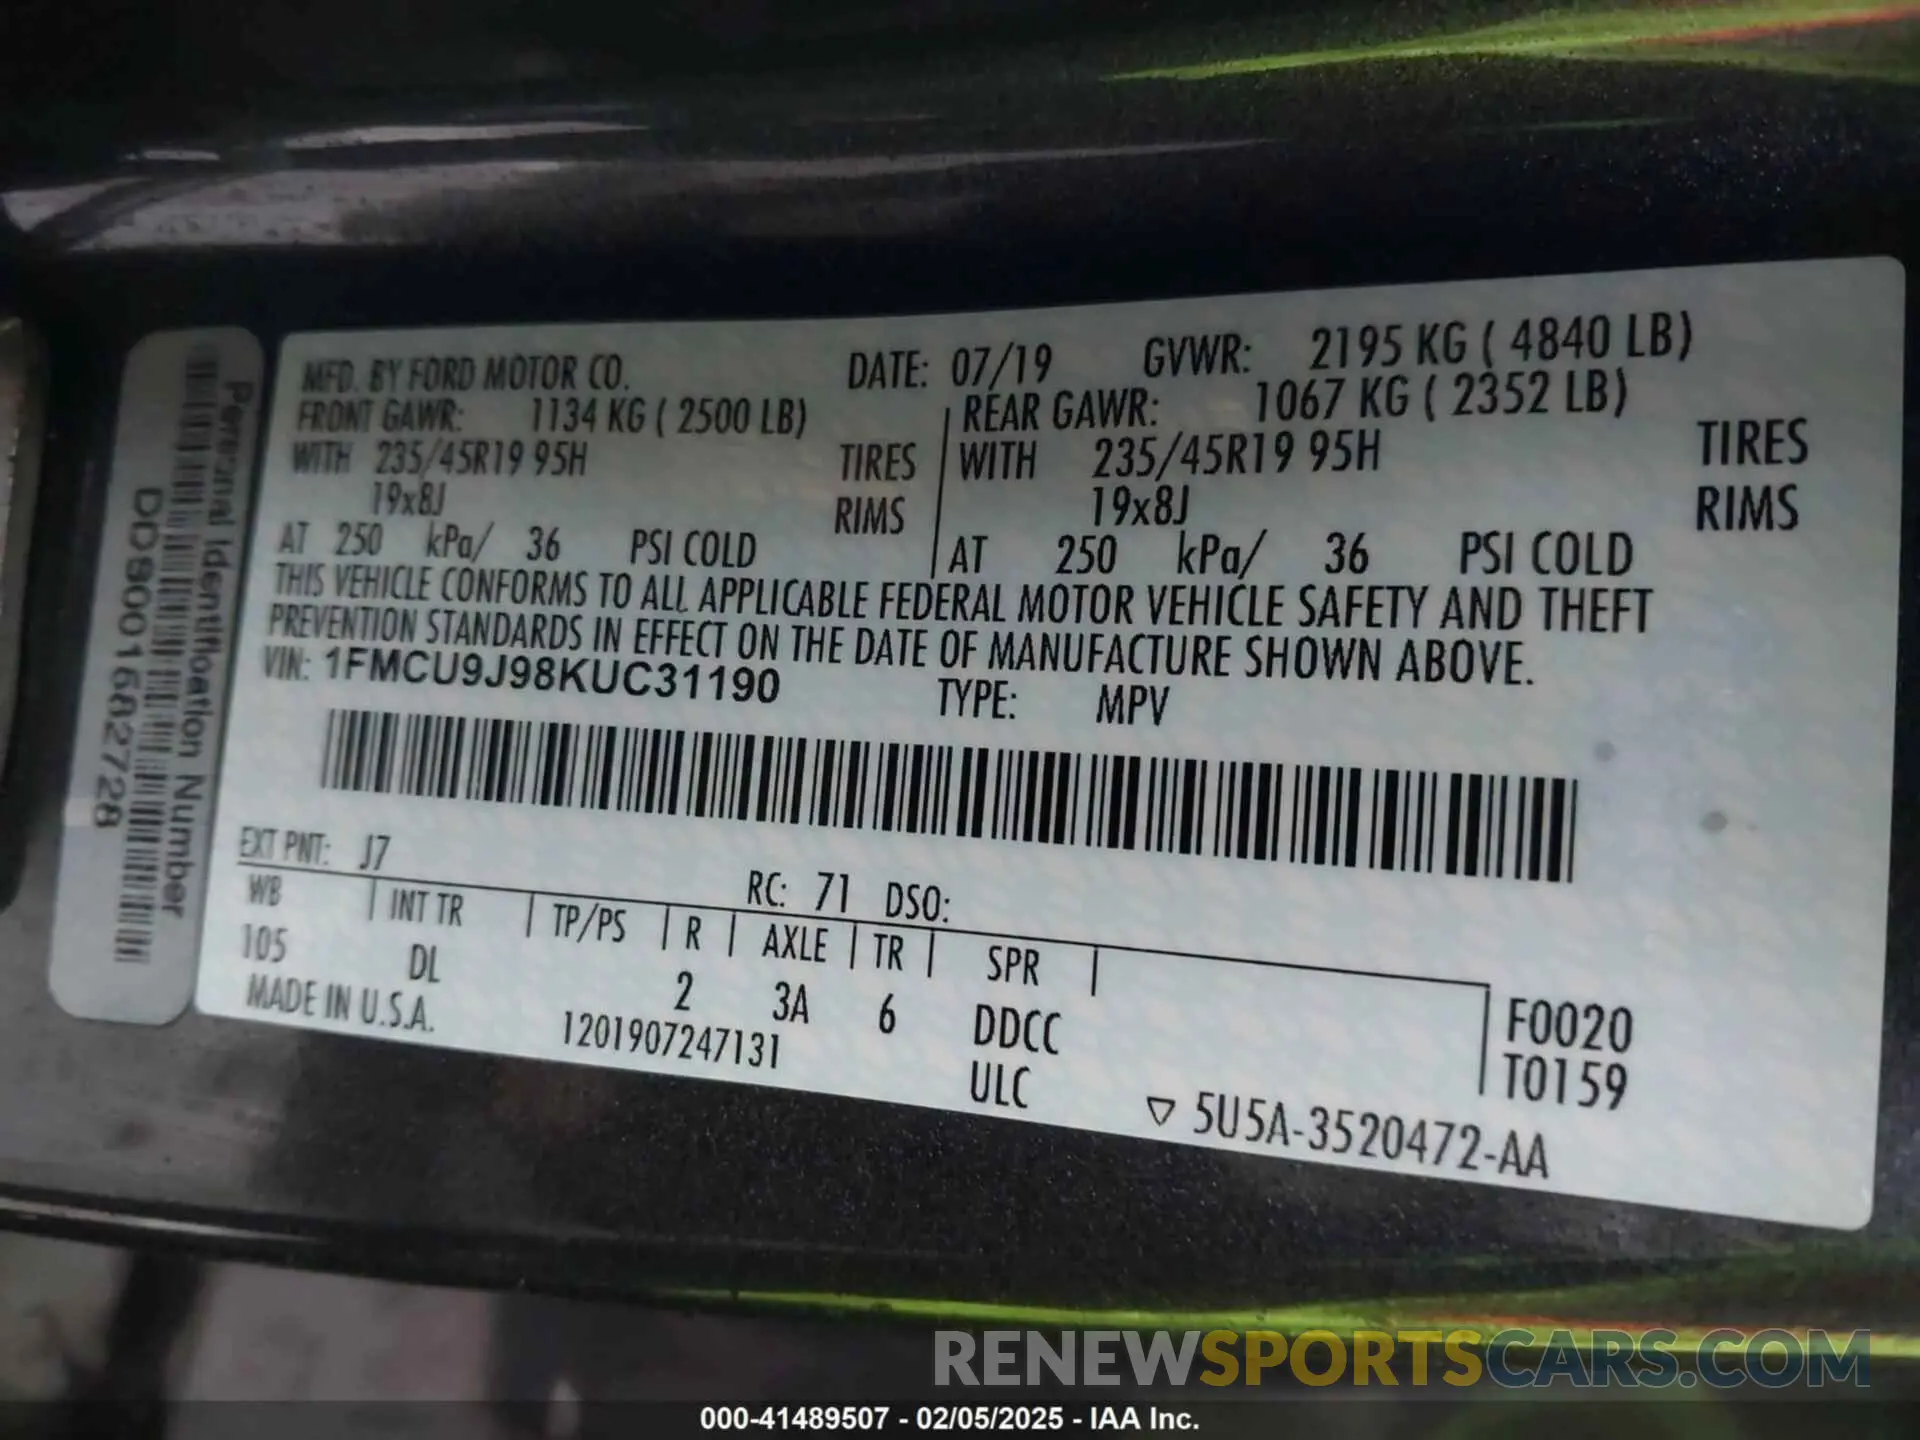 MFD. BY FORD MOTOR CO. DATE: 07/19 GVWR: 2195 KG ( 4840 LB)
FRONT GAWR: 1134 KG ( 2500 LB) REAR GAWR: 1067 KG ( 2352 LB)
WITH 235/45R19 95H TIRES WITH 235/45R19 95H TIRES
19x8J RIMS 19x8J RIMS
AT 250 kPa/ 36 PSI COLD AT 250 kPa/ 36 PSI COLD
THIS VEHICLE CONFORMS TO ALL APPLICABLE FEDERAL MOTOR VEHICLE SAFETY AND THEFT
PREVENTION STANDARDS IN EFFECT ON THE DATE OF MANUFACTURE SHOWN ABOVE.
VIN: 1FMCU9J98KUC31190 TYPE: MPV
EXT PNT: J7 RC: 71 DSO:
WB INT TR TP/PS R AXLE TR SPR
105 DL 2 3A 6 DDCC F0020
MADE IN U.S.A. 1201907247131 ULC T0159
▽ 5U5A-3520472-AA
Personal Identification Number
DD9001682728
RENEWSPORTSCARS.COM
000-41489507 - 02/05/2025 - IAA Inc.